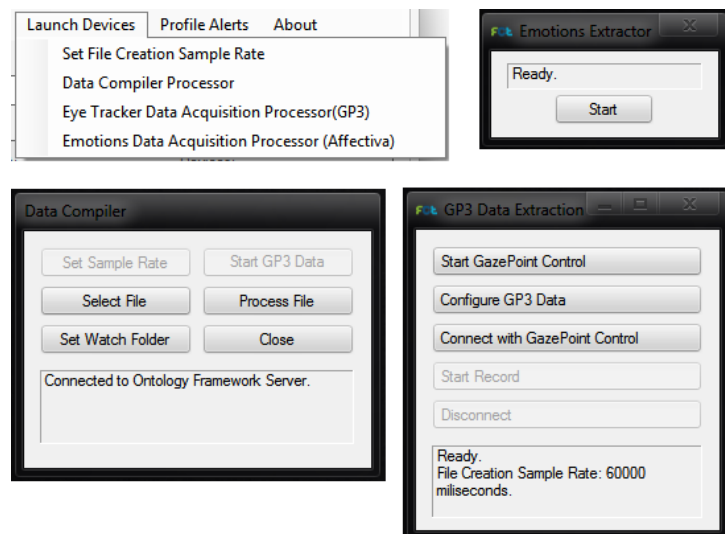 Launch Devices Profile Alerts About
Set File Creation Sample Rate
Data Compiler Processor
Eye Tracker Data Acquisition Processor(GP3)
Emotions Data Acquisition Processor (Affectiva)
FCt Emotions Extractor X
Ready.
Start
Data Compiler
Set Sample Rate Start GP3 Data
Select File Process File
Set Watch Folder Close
Connected to Ontology Framework Server.
FCt GP3 Data Extraction X
Start GazePoint Control
Configure GP3 Data
Connect with GazePoint Control
Start Record
Disconnect
Ready.
File Creation Sample Rate: 60000
miliseconds.